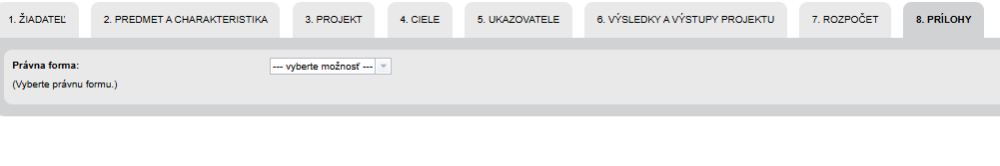 1. ŽIADATEĽ 2. PREDMET A CHARAKTERISTIKA 3. PROJEKT 4. CIELE 5. UKAZOVATELE 6. VÝSLEDKY A VÝSTUPY PROJEKTU 7. ROZPOČET 8. PRÍLOHY
Právna forma: --- vyberte možnosť ---
(Vyberte právnu formu.)